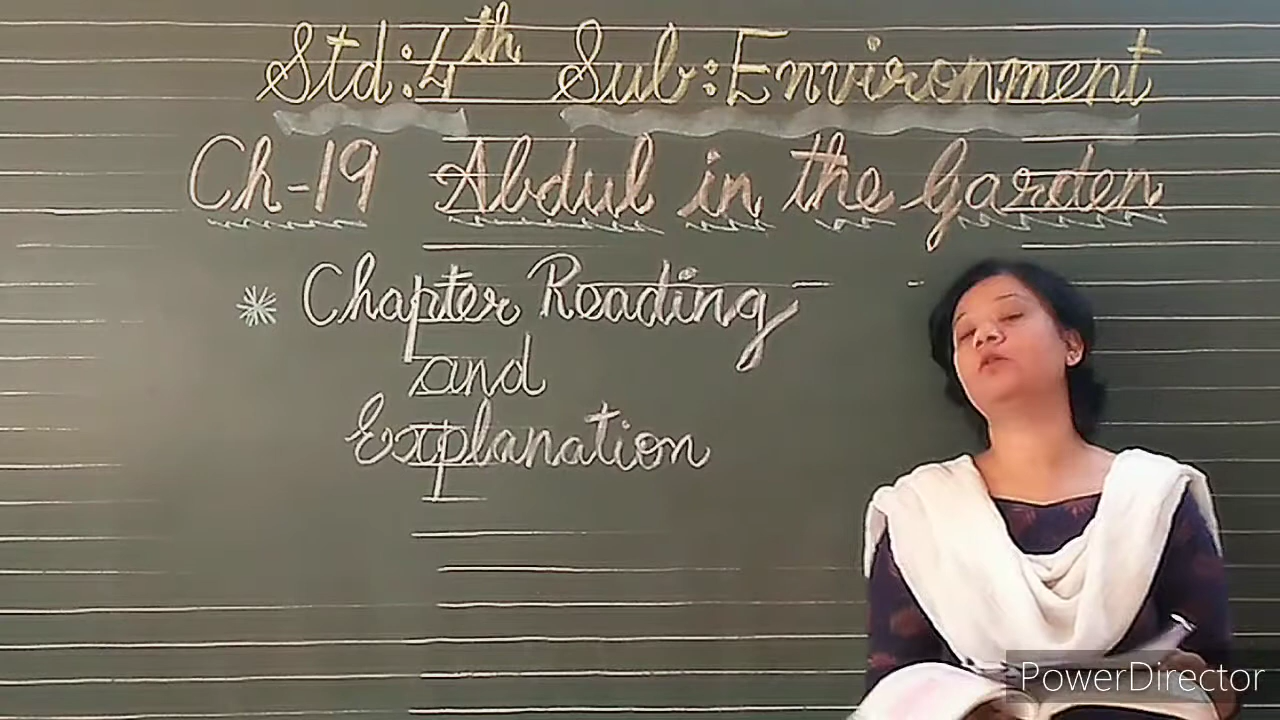 Std:4th Sub:Environment
Ch-19 Abdul in the Garden
* Chapter Reading
and
Explanation
PowerDirector